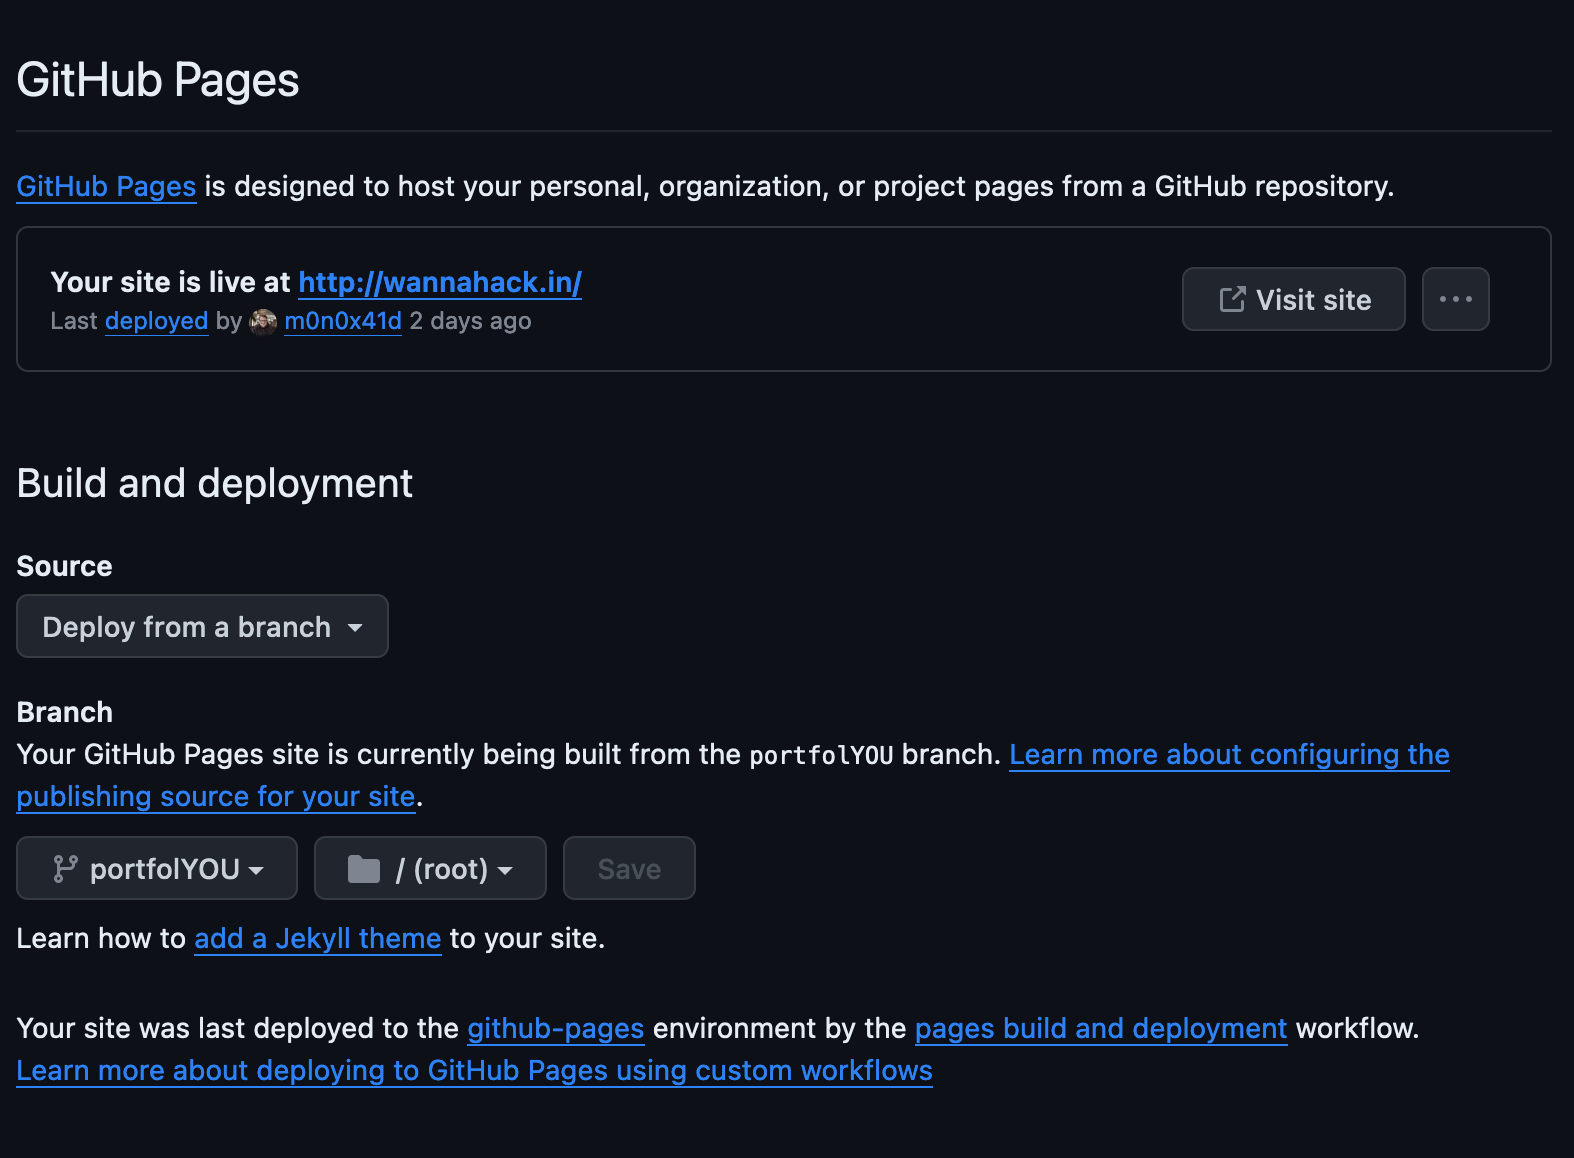 GitHub Pages
GitHub Pages is designed to host your personal, organization, or project pages from a GitHub repository.
Your site is live at http://wannahack.in/
Last deployed by m0n0x41d 2 days ago
Visit site
Build and deployment
Source
Deploy from a branch
Branch
Your GitHub Pages site is currently being built from the portfolYOU branch. Learn more about configuring the
publishing source for your site.
portfolYOU / (root) Save
Learn how to add a Jekyll theme to your site.
Your site was last deployed to the github-pages environment by the pages build and deployment workflow.
Learn more about deploying to GitHub Pages using custom workflows